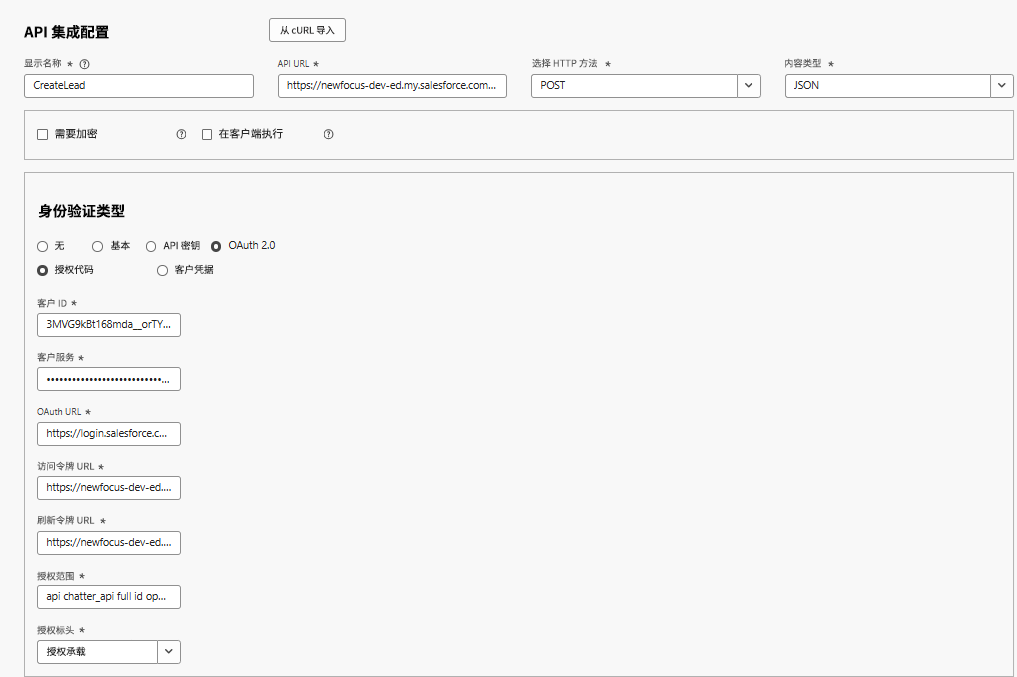 API 集成配置
从 cURL 导入
显示名称 *
API URL *
选择 HTTP 方法 *
内容类型 *
CreateLead
https://newfocus-dev-ed.my.salesforce.com...
POST
JSON
需要加密
在客户端执行
身份验证类型
无
基本
API 密钥
OAuth 2.0
授权代码
客户凭据
客户 ID *
3MVG9kBt168mda__orTY...
客户服务 *
••••••••••••••••••••••••••••...
OAuth URL *
https://login.salesforce.c...
访问令牌 URL *
https://newfocus-dev-ed....
刷新令牌 URL *
https://newfocus-dev-ed....
授权范围 *
api chatter_api full id op...
授权标头 *
授权承载